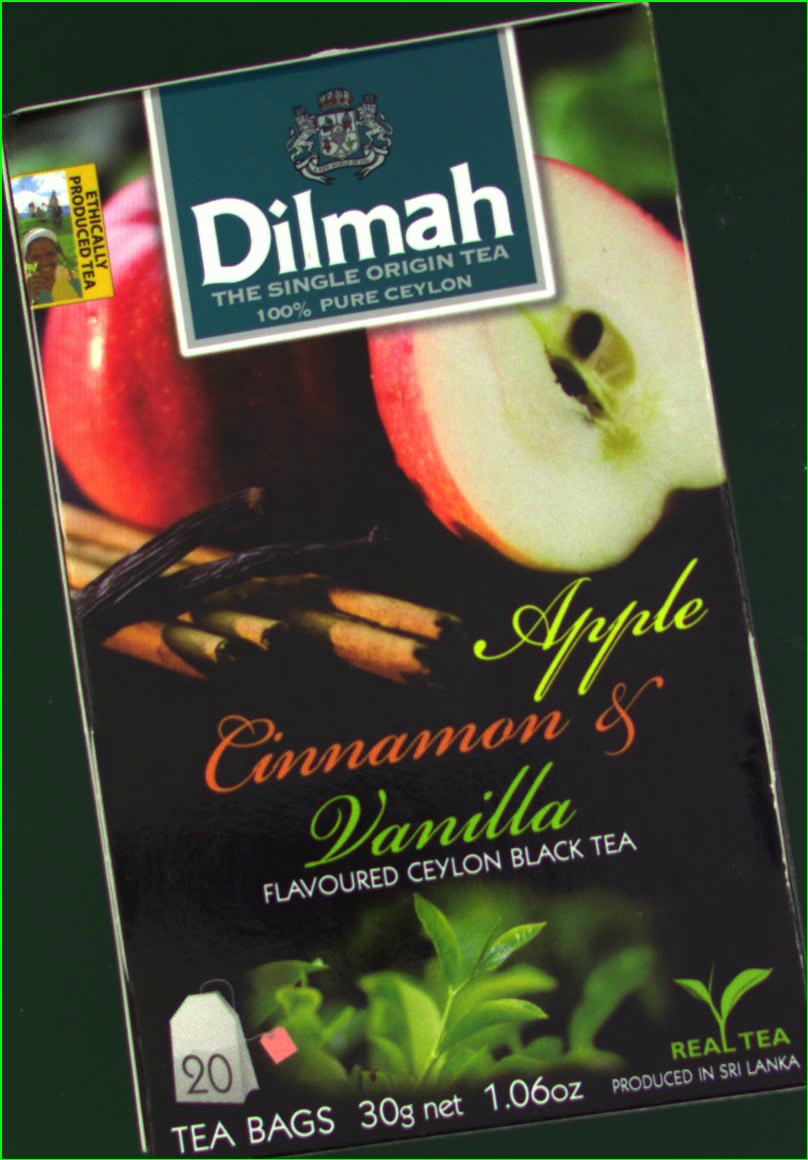 Dilmah
THE SINGLE ORIGIN TEA
100% PURE CEYLON
ETHICALLY
PRODUCED TEA
Apple
Cinnamon &
Vanilla
FLAVOURED CEYLON BLACK TEA
20
TEA BAGS 30g net 1.06oz
REAL TEA
PRODUCED IN SRI LANKA